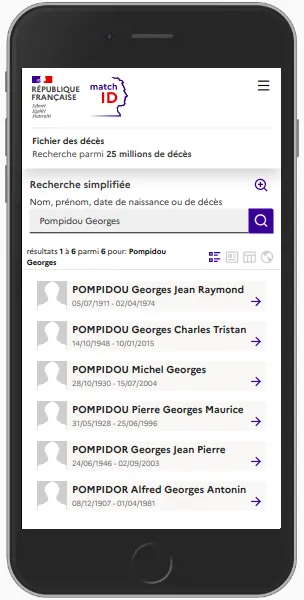 RÉPUBLIQUE
FRANÇAISE
Liberté
Égalité
Fraternité
match
ID
Fichier des décès
Recherche parmi 25 millions de décès
Recherche simplifiée
Nom, prénom, date de naissance ou de décès
Pompidou Georges
résultats 1 à 6 parmi 6 pour: Pompidou
Georges
POMPIDOU Georges Jean Raymond
05/07/1911 - 02/04/1974
POMPIDOU Georges Charles Tristan
14/10/1948 - 10/01/2015
POMPIDOU Michel Georges
28/10/1930 - 15/07/2004
POMPIDOU Pierre Georges Maurice
31/05/1928 - 25/06/1996
POMPIDOR Georges Jean Pierre
24/06/1946 - 02/09/2003
POMPIDOR Alfred Georges Antonin
08/12/1907 - 01/04/1981